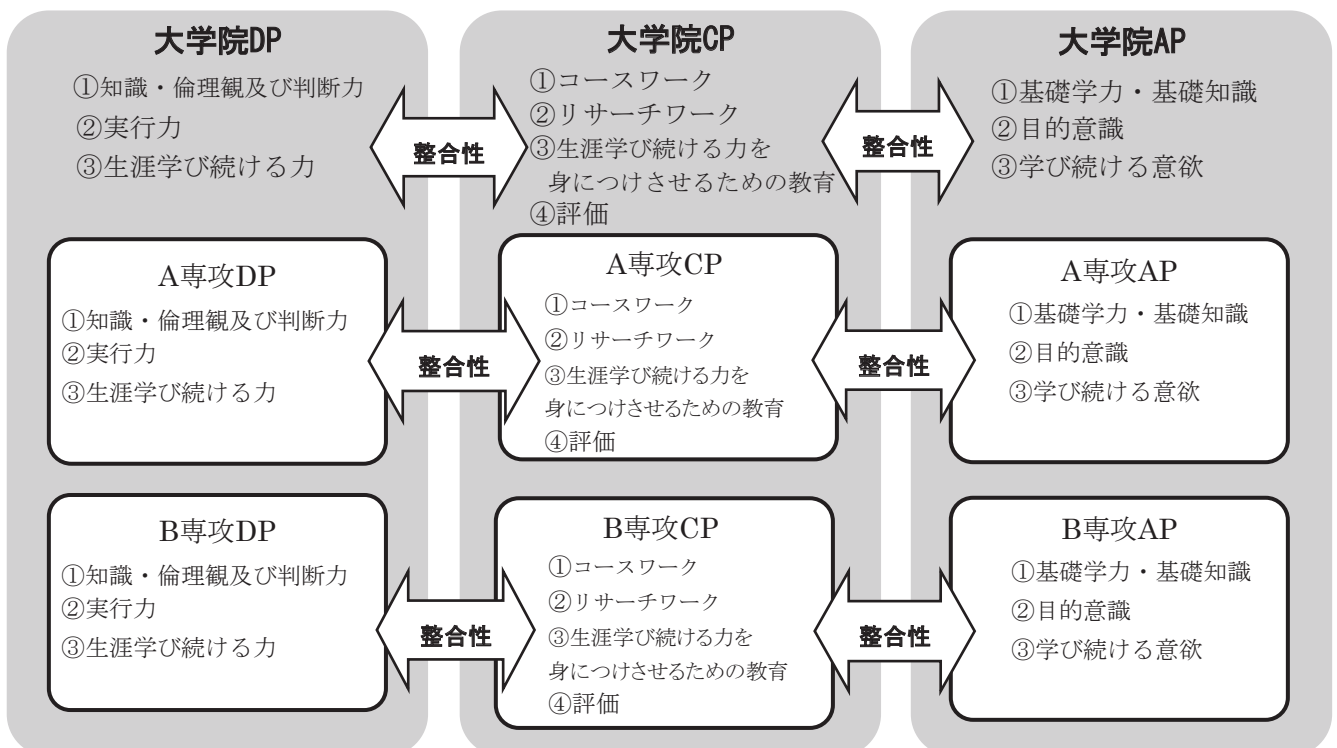 大学院DP
①知識・倫理観及び判断力
②実行力
③生涯学び続ける力
整合性
大学院CP
①コースワーク
②リサーチワーク
③生涯学び続ける力を
身につけさせるための教育
④評価
整合性
大学院AP
①基礎学力・基礎知識
②目的意識
③学び続ける意欲
A専攻DP
①知識・倫理観及び判断力
②実行力
③生涯学び続ける力
整合性
A専攻CP
①コースワーク
②リサーチワーク
③生涯学び続ける力を
身につけさせるための教育
④評価
整合性
A専攻AP
①基礎学力・基礎知識
②目的意識
③学び続ける意欲
B専攻DP
①知識・倫理観及び判断力
②実行力
③生涯学び続ける力
整合性
B専攻CP
①コースワーク
②リサーチワーク
③生涯学び続ける力を
身につけさせるための教育
④評価
整合性
B専攻AP
①基礎学力・基礎知識
②目的意識
③学び続ける意欲